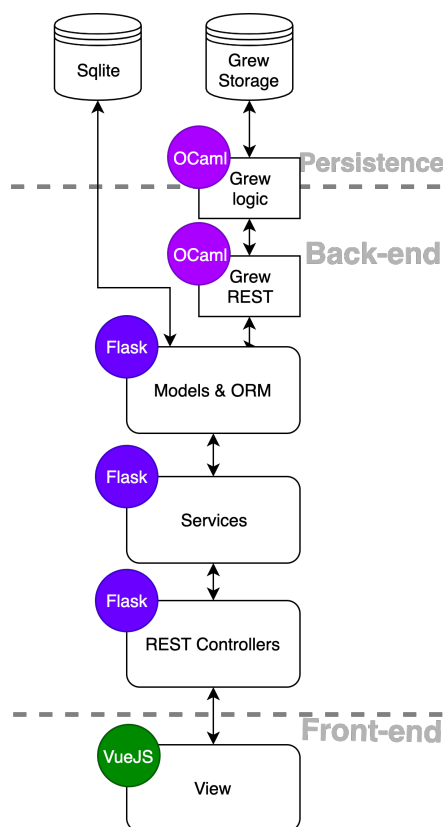 Sqlite
Grew
Storage
OCaml
Persistence
Grew
logic
OCaml
Back-end
Grew
REST
Flask
Models & ORM
Flask
Services
Flask
REST Controllers
Front-end
VueJS
View